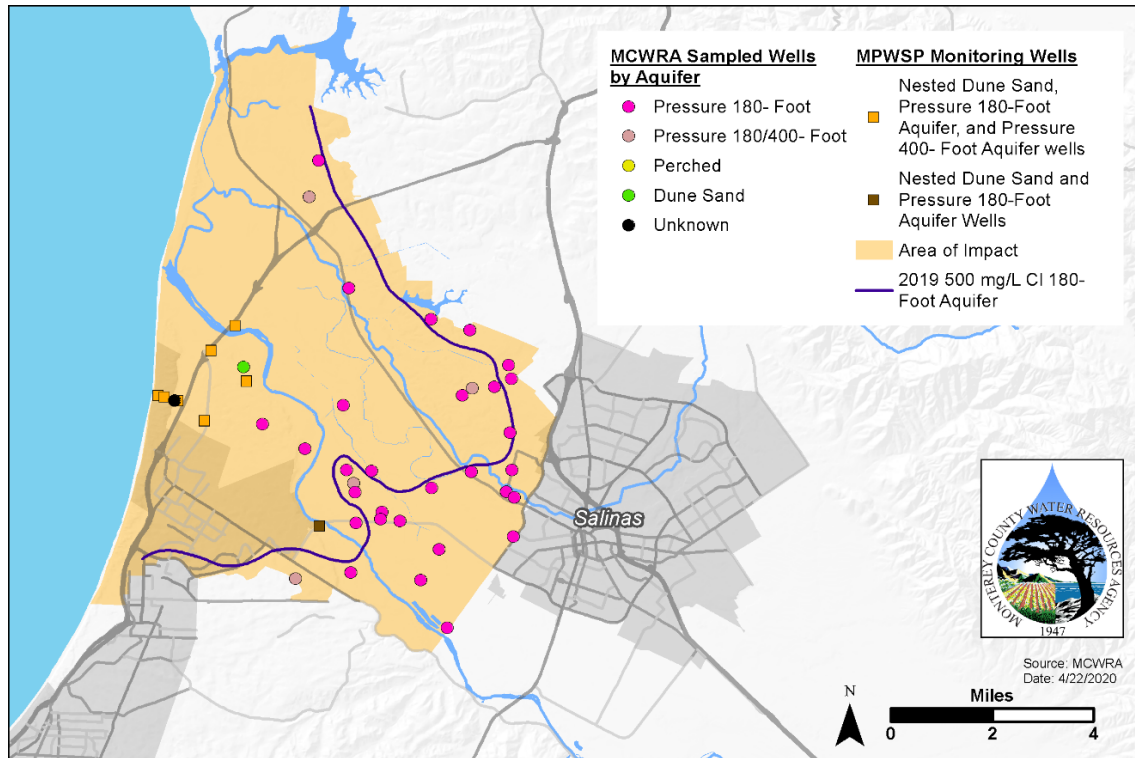 MCWRA Sampled Wells
by Aquifer
Pressure 180- Foot
Pressure 180/400- Foot
Perched
Dune Sand
Unknown
MPWSP Monitoring Wells
Nested Dune Sand,
Pressure 180-Foot
Aquifer, and Pressure
400- Foot Aquifer wells
Nested Dune Sand and
Pressure 180-Foot
Aquifer Wells
Area of Impact
2019 500 mg/L Cl 180-
Foot Aquifer
Salinas
MONTEREY COUNTY WATER RESOURCES AGENCY
1947
Source: MCWRA
Date: 4/22/2020
N
Miles
0 2 4